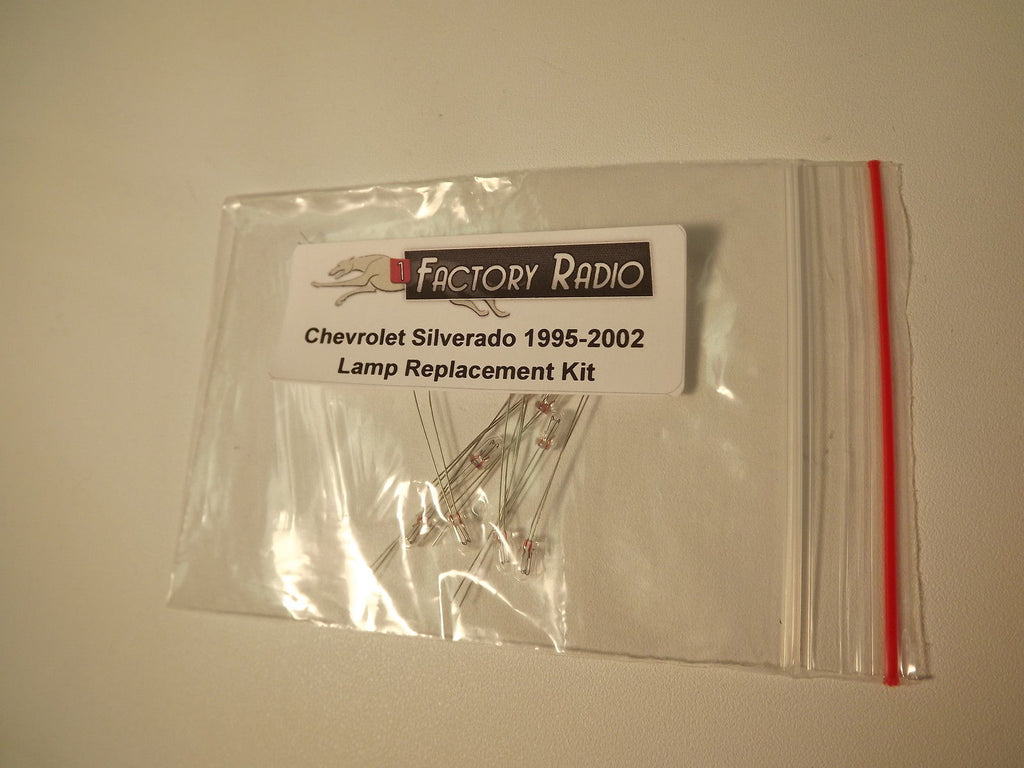 1 FACTORY RADIO
Chevrolet Silverado 1995-2002
Lamp Replacement Kit